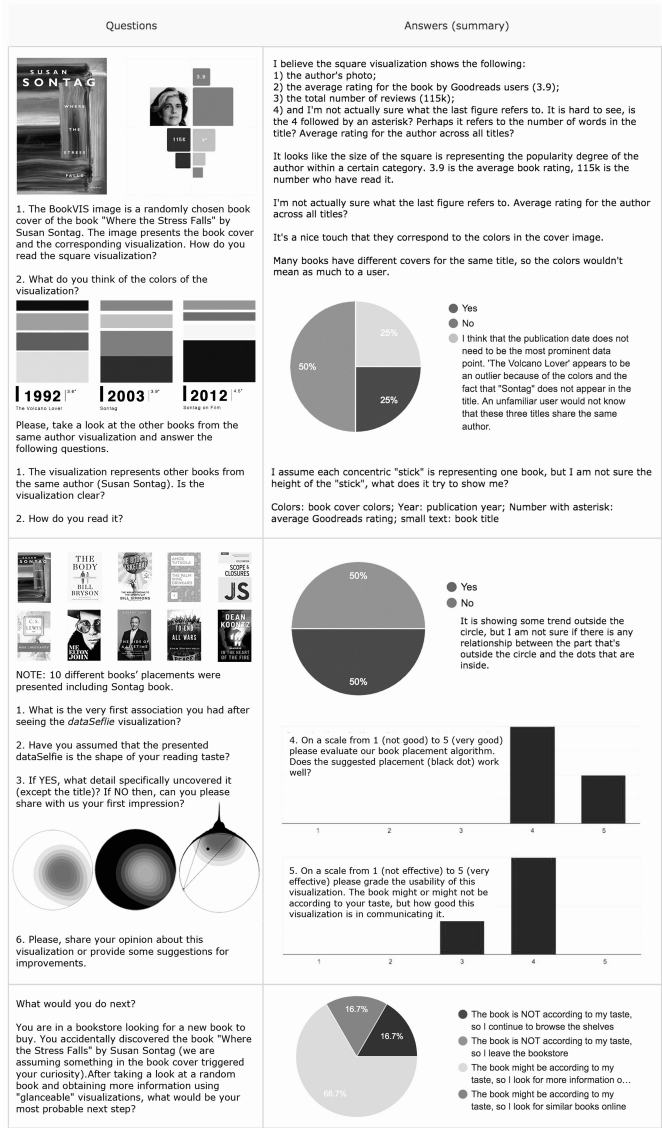 Questions
Answers (summary)
SUSAN
SONTAG
WHERE
THE
STRESS
FALLS
3.9
115K
4*
1. The BookVIS image is a randomly chosen book
cover of the book "Where the Stress Falls" by
Susan Sontag. The image presents the book cover
and the corresponding visualization. How do you
read the square visualization?
2. What do you think of the colors of the
visualization?
I believe the square visualization shows the following:
1) the author's photo;
2) the average rating for the book by Goodreads users (3.9);
3) the total number of reviews (115k);
4) and I'm not actually sure what the last figure refers to. It is hard to see, is
the 4 followed by an asterisk? Perhaps it refers to the number of words in the
title? Average rating for the author across all titles?
It looks like the size of the square is representing the popularity degree of the
author within a certain category. 3.9 is the average book rating, 115k is the
number who have read it.
I'm not actually sure what the last figure refers to. Average rating for the author
across all titles?
It's a nice touch that they correspond to the colors in the cover image.
Many books have different covers for the same title, so the colors wouldn't
mean as much to a user.
1992
The Volcano Lover
2003
3.9*
Sontag
2012
Sontag on Film
Please, take a look at the other books from the
same author visualization and answer the
following questions.
1. The visualization represents other books from
the same author (Susan Sontag). Is the
visualization clear?
2. How do you read it?
50%
25%
25%
Yes
No
I think that the publication date does not
need to be the most prominent data
point. 'The Volcano Lover' appears to be
an outlier because of the colors and the
fact that "Sontag" does not appear in the
title. An unfamiliar user would not know
that these three titles share the same
author.
I assume each concentric "stick" is representing one book, but I am not sure the
height of the "stick", what does it try to show me?
Colors: book cover colors; Year: publication year; Number with asterisk:
average Goodreads rating; small text: book title
SONTAG
THE
BODY
BILL
BRYSON
BILL SIMMONS
AMOS
TUTUOLA
THE PALM
WINE
DRINKARD
SCOPE &
CLOSURES
JS
C.S.
LEWIS
ME
ELTON
JOHN
THE RIDE OF
A LIFETIME
TO END
ALL WARS
DEAN
KOONTZ
IN THE HEART
OF THE FIRE
NOTE: 10 different books' placements were
presented including Sontag book.
1. What is the very first association you had after
seeing the dataSeflie visualization?
2. Have you assumed that the presented
dataSelfie is the shape of your reading taste?
3. If YES, what detail specifically uncovered it
(except the title)? If NO then, can you please
share with us your first impression?
6. Please, share your opinion about this
visualization or provide some suggestions for
improvements.
50%
50%
Yes
No
It is showing some trend outside the
circle, but I am not sure if there is any
relationship between the part that's
outside the circle and the dots that are
inside.
4. On a scale from 1 (not good) to 5 (very good)
please evaluate our book placement algorithm.
Does the suggested placement (black dot) work
well?
1 2 3 4 5
5. On a scale from 1 (not effective) to 5 (very
effective) please grade the usability of this
visualization. The book might or might not be
according to your taste, but how good this
visualization is in communicating it.
1 2 3 4 5
What would you do next?
You are in a bookstore looking for a new book to
buy. You accidentally discovered the book "Where
the Stress Falls" by Susan Sontag (we are
assuming something in the book cover triggered
your curiosity).After taking a look at a random
book and obtaining more information using
"glanceable" visualizations, what would be your
most probable next step?
16.7%
16.7%
66.7%
The book is NOT according to my taste,
so I continue to browse the shelves
The book is NOT according to my taste,
so I leave the bookstore
The book might be according to my
taste, so I look for more information o...
The book might be according to my
taste, so I look for similar books online